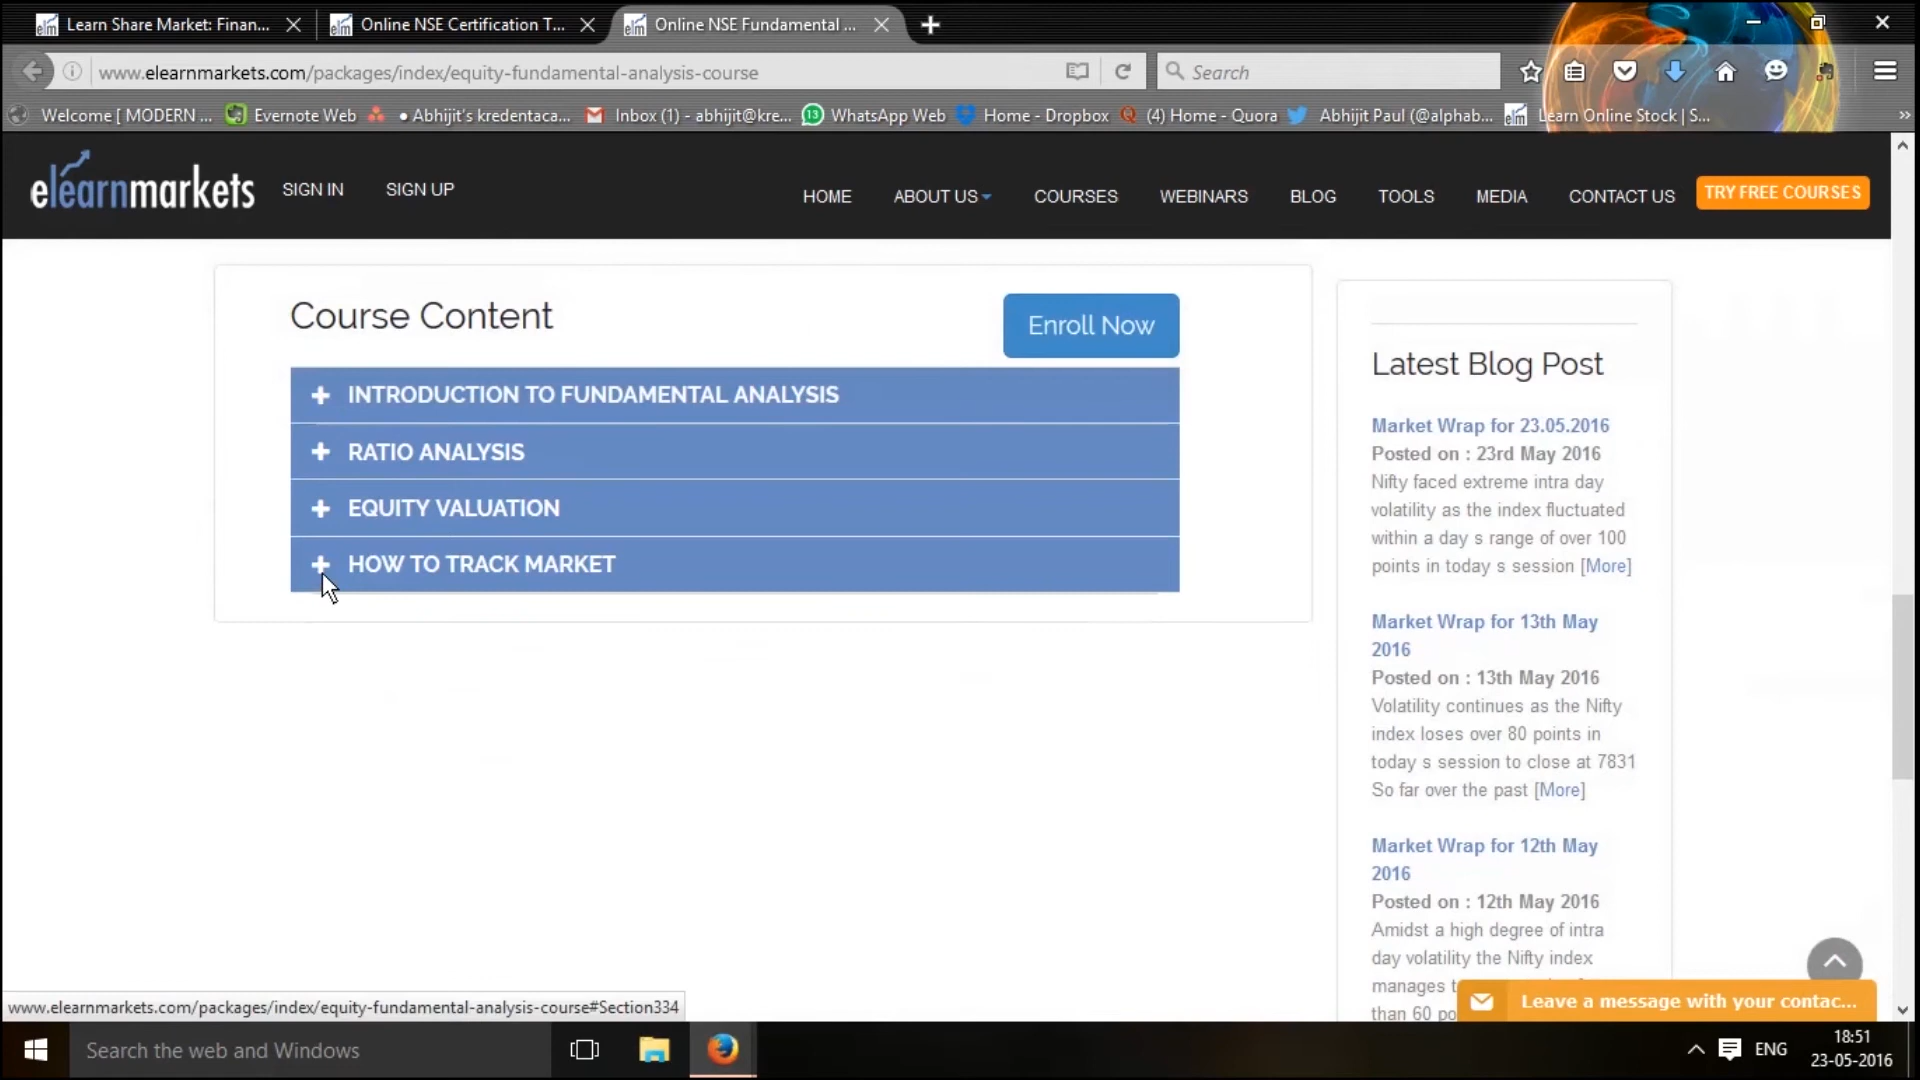 Learn Share Market: Finan...
Online NSE Certification T...
Online NSE Fundamental ...
www.elearnmarkets.com/packages/index/equity-fundamental-analysis-course
Search
Welcome [ MODERN ...
Evernote Web
• Abhijit's kredentaca...
Inbox (1) - abhijit@kre...
13
WhatsApp Web
Home - Dropbox
(4) Home - Quora
Abhijit Paul (@alphab...
elm
Learn Online Stock | S...
elearnmarkets
SIGN IN
SIGN UP
HOME
ABOUT US
COURSES
WEBINARS
BLOG
TOOLS
MEDIA
CONTACT US
TRY FREE COURSES
Course Content
Enroll Now
INTRODUCTION TO FUNDAMENTAL ANALYSIS
RATIO ANALYSIS
EQUITY VALUATION
HOW TO TRACK MARKET
Latest Blog Post
Market Wrap for 23.05.2016
Posted on : 23rd May 2016
Nifty faced extreme intra day
volatility as the index fluctuated
within a day s range of over 100
points in today s session [More]
Market Wrap for 13th May
2016
Posted on : 13th May 2016
Volatility continues as the Nifty
index loses over 80 points in
today s session to close at 7831
So far over the past [More]
Market Wrap for 12th May
2016
Posted on : 12th May 2016
Amidst a high degree of intra
day volatility the Nifty index
manages t
than 60 po
Leave a message with your contac...
www.elearnmarkets.com/packages/index/equity-fundamental-analysis-course#Section334
Search the web and Windows
ENG
18:51
23-05-2016